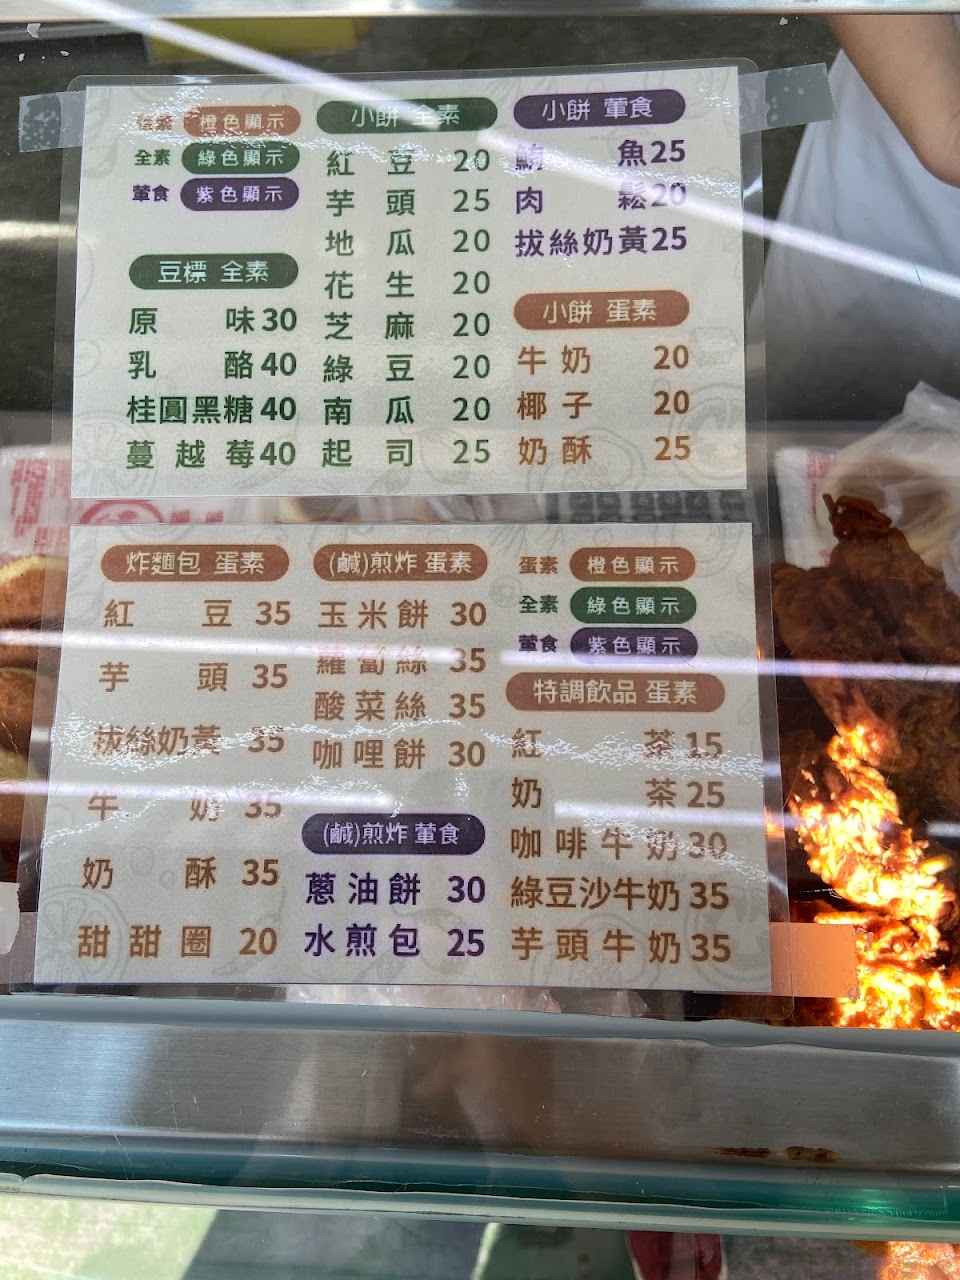 蛋素 橙色顯示
全素 綠色顯示
葷食 紫色顯示
豆標 全素
原味 30
乳酪 40
桂圓黑糖 40
蔓越莓 40
小餅 全素
紅豆 20
芋頭 25
地瓜 20
花生 20
芝麻 20
綠豆 20
南瓜 20
起司 25
小餅 葷食
鮪魚 25
肉鬆 20
拔絲奶黃 25
小餅 蛋素
牛奶 20
椰子 20
奶酥 25
炸麵包 蛋素
紅豆 35
芋頭 35
拔絲奶黃 35
牛奶 35
奶酥 35
甜甜圈 20
(鹹)煎炸 蛋素
玉米餅 30
蘿蔔絲 35
酸菜絲 35
咖哩餅 30
(鹹)煎炸 葷食
蔥油餅 30
水煎包 25
蛋素 橙色顯示
全素 綠色顯示
葷食 紫色顯示
特調飲品 蛋素
紅茶 15
奶茶 25
咖啡牛奶 30
綠豆沙牛奶 35
芋頭牛奶 35